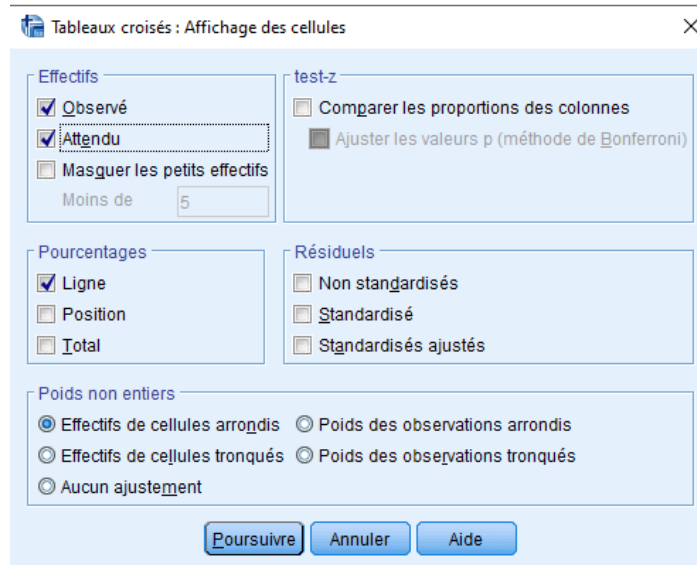 Tableaux croisés : Affichage des cellules
Effectifs
Observé
Attendu
Masquer les petits effectifs
Moins de 5
test-z
Comparer les proportions des colonnes
Ajuster les valeurs p (méthode de Bonferroni)
Pourcentages
Ligne
Position
Total
Résiduels
Non standardisés
Standardisé
Standardisés ajustés
Poids non entiers
Effectifs de cellules arrondis Poids des observations arrondis
Effectifs de cellules tronqués Poids des observations tronqués
Aucun ajustement
Poursuivre Annuler Aide